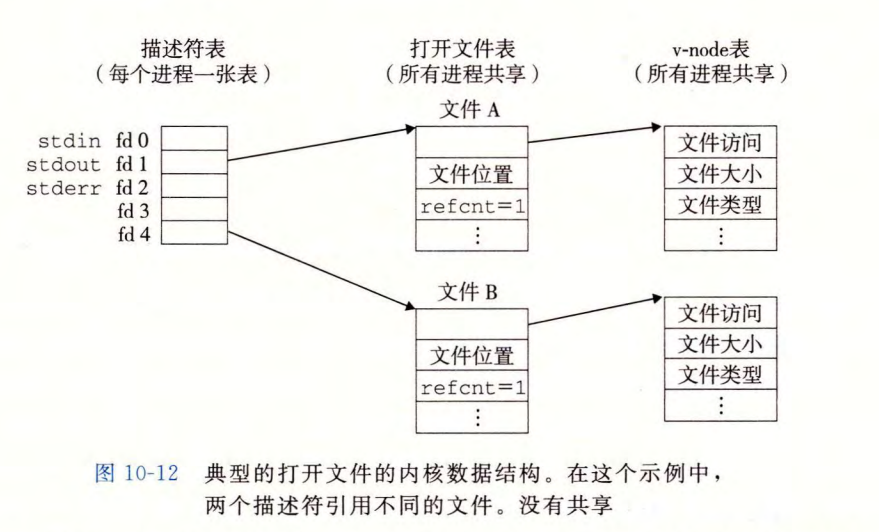 描述符表
（每个进程一张表）
打开文件表
（所有进程共享）
v-node表
（所有进程共享）
stdin fd 0
stdout fd 1
stderr fd 2
fd 3
fd 4
文件 A
文件位置
refcnt=1
⋮
文件访问
文件大小
文件类型
⋮
文件 B
文件位置
refcnt=1
⋮
文件访问
文件大小
文件类型
⋮
图 10-12 典型的打开文件的内核数据结构。在这个示例中，
两个描述符引用不同的文件。没有共享